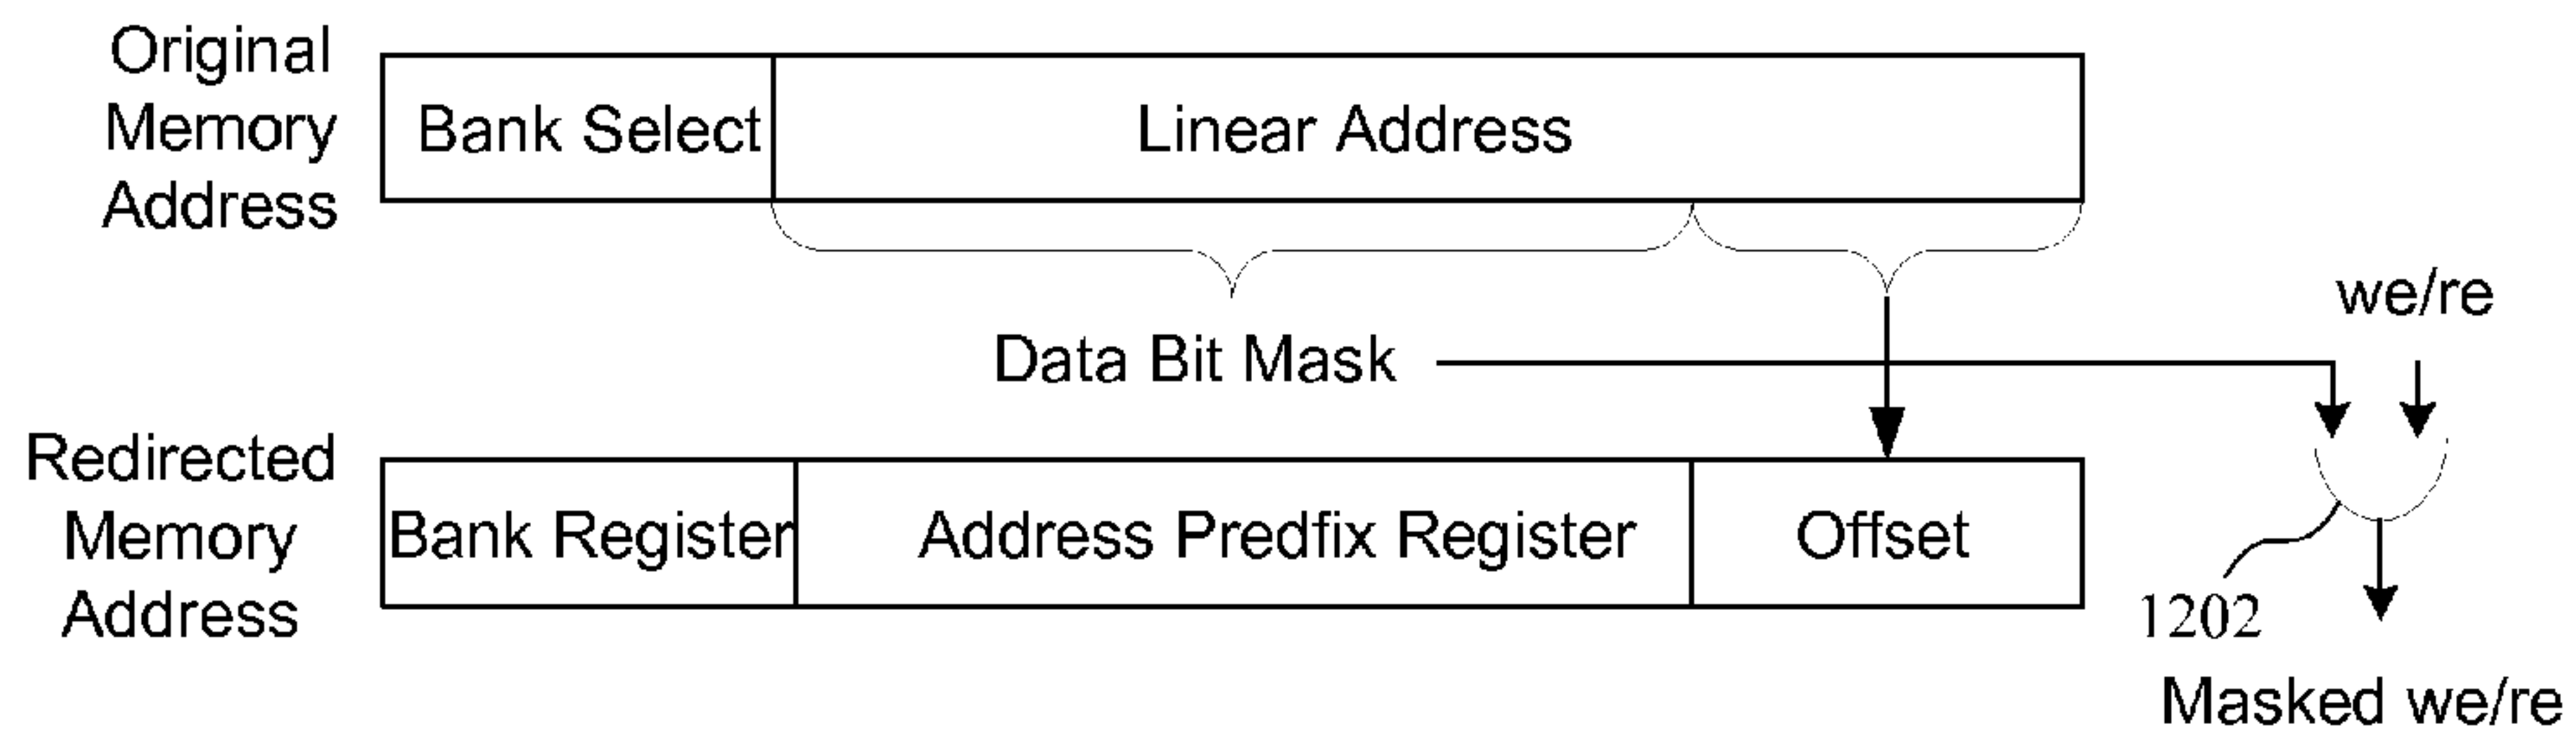 Original
Memory
Address
Bank Select
Linear Address
we/re
Data Bit Mask
Redirected
Memory
Address
Bank Register
Address Predfix Register
Offset
1202
Masked we/re